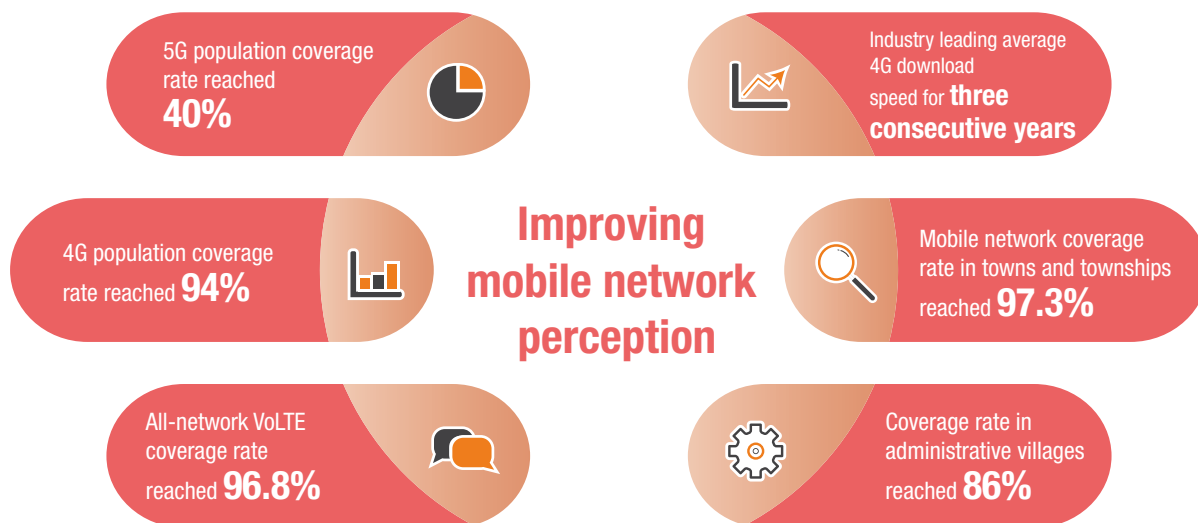 5G population coverage
rate reached
40%
Industry leading average
4G download
speed for three
consecutive years
4G population coverage
rate reached 94%
Improving
mobile network
perception
Mobile network coverage
rate in towns and townships
reached 97.3%
All-network VoLTE
coverage rate
reached 96.8%
Coverage rate in
administrative villages
reached 86%